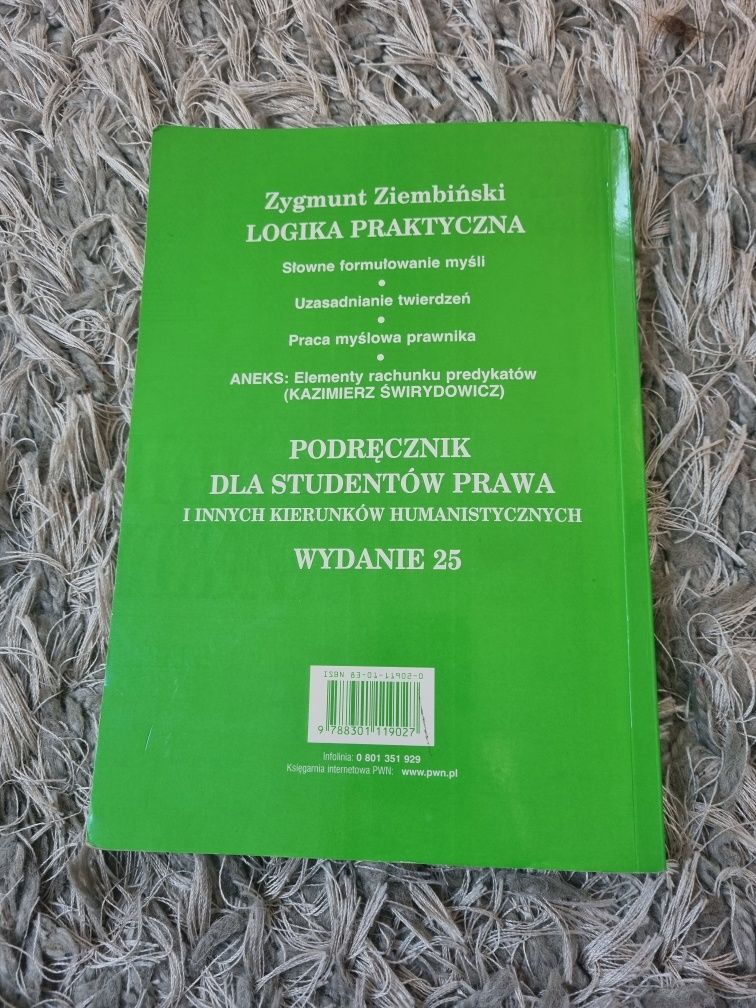 Zygmunt Ziembiński
LOGIKA PRAKTYCZNA
Słowne formułowanie myśli
•
Uzasadnianie twierdzeń
•
Praca myślowa prawnika
•
ANEKS: Elementy rachunku predykatów
(KAZIMIERZ ŚWIRYDOWICZ)
PODRĘCZNIK
DLA STUDENTÓW PRAWA
I INNYCH KIERUNKÓW HUMANISTYCZNYCH
WYDANIE 25
ISBN 83-01-11902-0
9 788301 119027
Infolinia: 0 801 351 929
Księgarnia internetowa PWN: www.pwn.pl